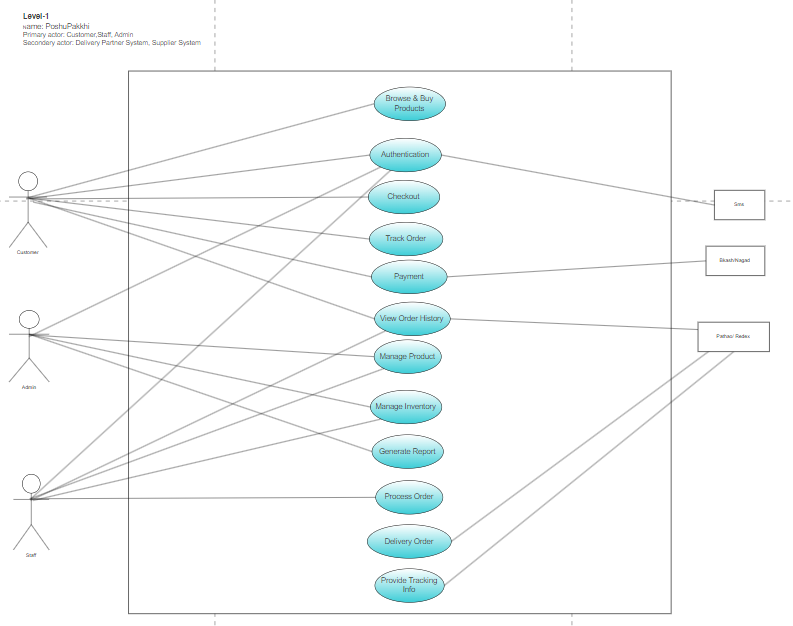 Level-1
Name: PoshuPakkhi
Primary actor: Customer,Staff, Admin
Secondery actor: Delivery Partner System, Supplier System
Browse & Buy
Products
Authentication
Checkout
Track Order
Payment
View Order History
Manage Product
Manage Inventory
Generate Report
Process Order
Delivery Order
Provide Tracking
Info
Customer
Admin
Staff
Sms
Bkash/Nagad
Pathao/ Redex